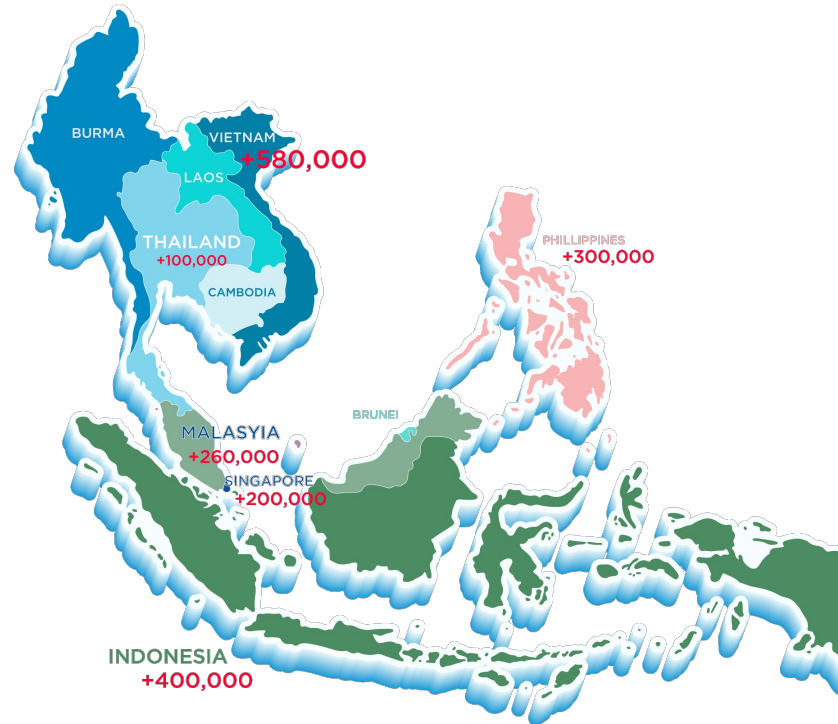 BURMA
VIETNAM
+580,000
LAOS
THAILAND
+100,000
CAMBODIA
PHILLIPPINES
+300,000
BRUNEI
MALASYIA
+260,000
SINGAPORE
+200,000
INDONESIA
+400,000